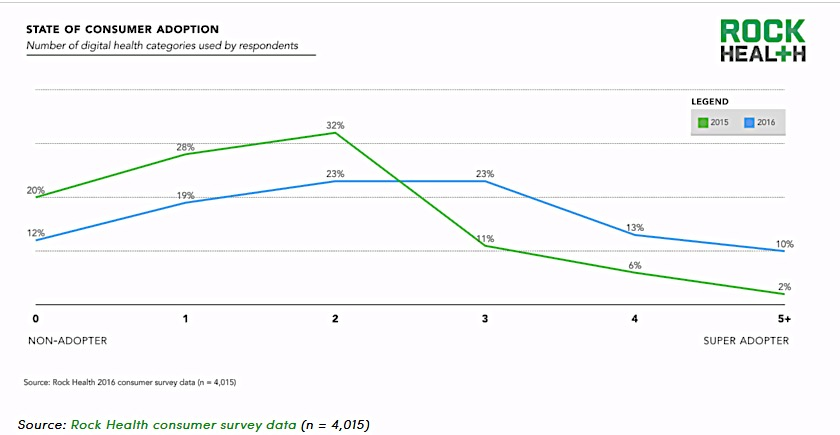 STATE OF CONSUMER ADOPTION
Number of digital health categories used by respondents
ROCK
HEALTH
LEGEND
2015 2016
32%
28%
23% 23%
20%
19%
12%
11%
13%
10%
6%
2%
0 1 2 3 4 5+
NON-ADOPTER SUPER ADOPTER
Source: Rock Health 2016 consumer survey data (n = 4,015)
Source: Rock Health consumer survey data (n = 4,015)